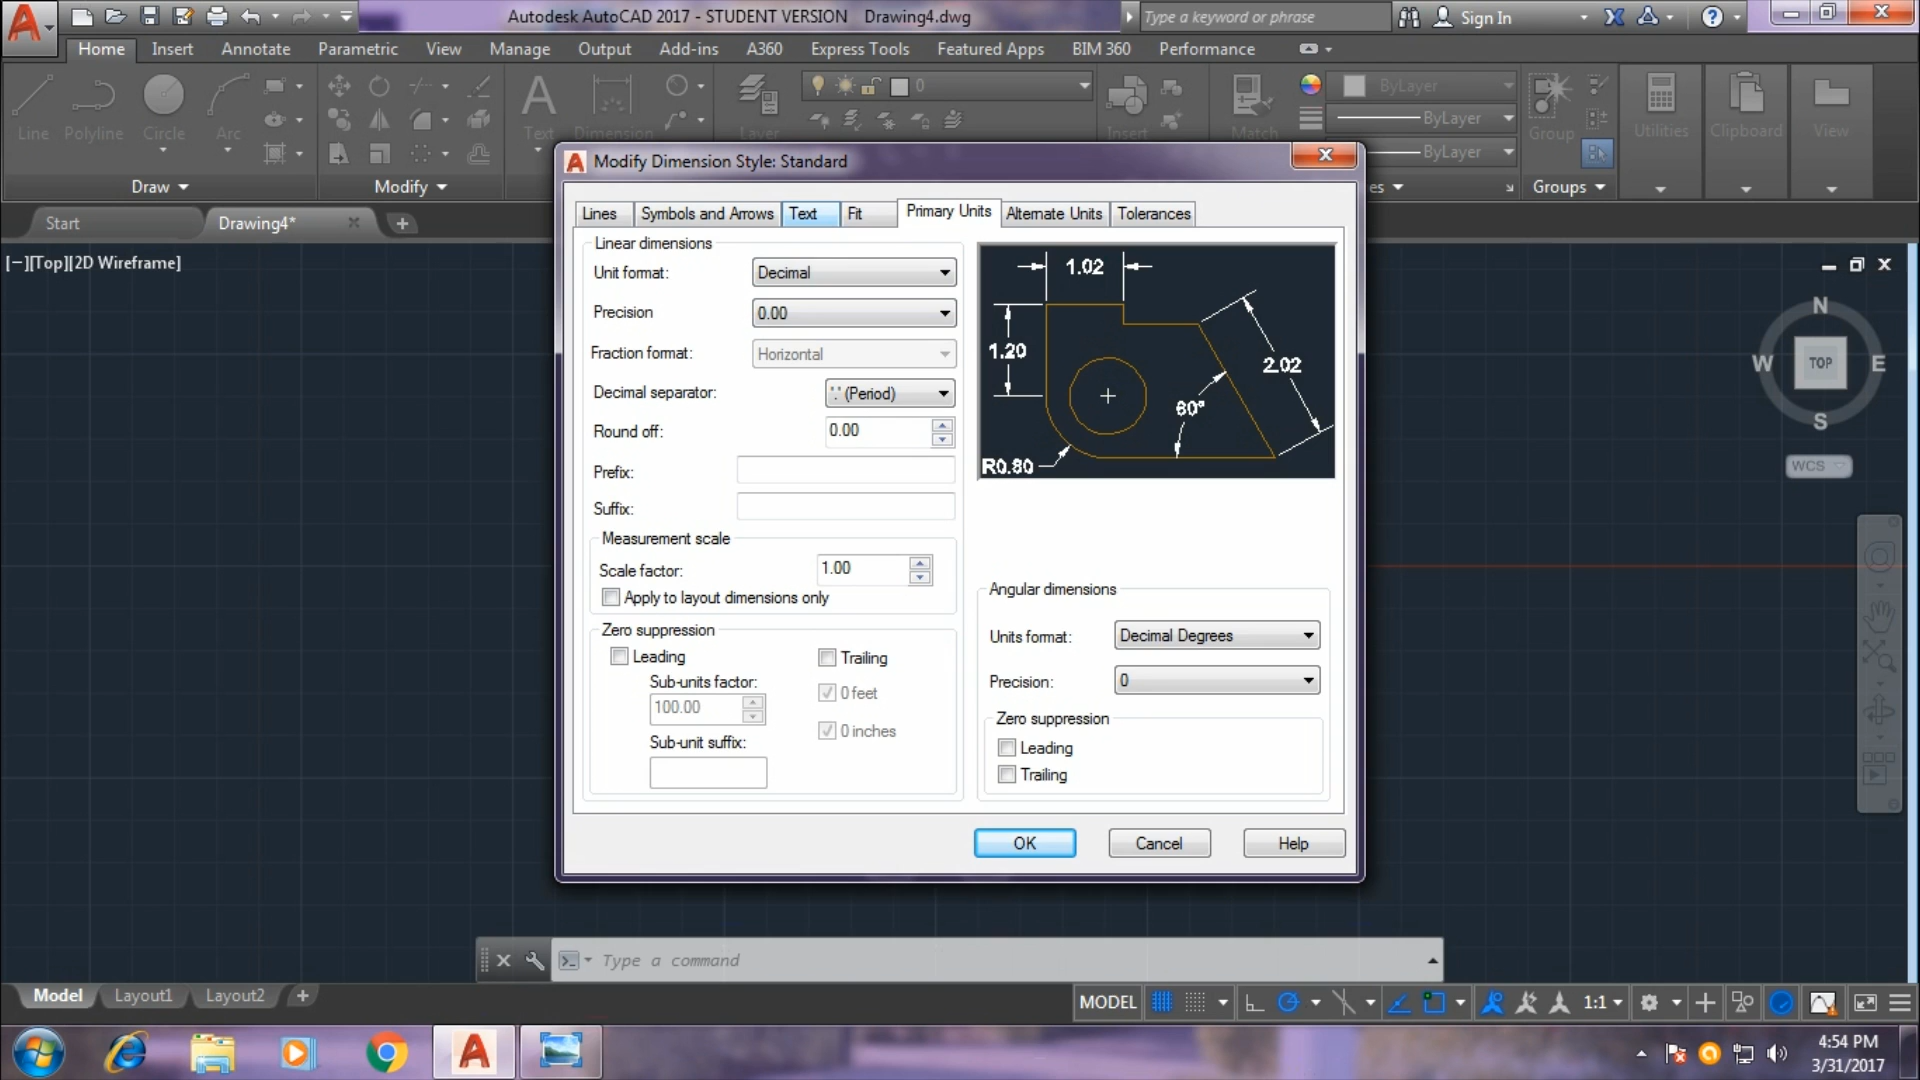 Autodesk AutoCAD 2017 - STUDENT VERSION Drawing4.dwg
Type a keyword or phrase
Sign In
Home Insert Annotate Parametric View Manage Output Add-ins A360 Express Tools Featured Apps BIM 360 Performance
0
ByLayer
ByLayer
ByLayer
Line Polyline Circle Arc Text Dimension Layer Insert Match Group Utilities Clipboard View
Draw Modify es Groups
Start Drawing4* +
[−][Top][2D Wireframe]
Modify Dimension Style: Standard
Lines Symbols and Arrows Text Fit Primary Units Alternate Units Tolerances
Linear dimensions
Unit format: Decimal
Precision 0.00
Fraction format: Horizontal
Decimal separator: '.' (Period)
Round off: 0.00
Prefix:
Suffix:
Measurement scale
Scale factor: 1.00
Apply to layout dimensions only
Zero suppression
Leading
Trailing
Sub-units factor:
100.00
0 feet
0 inches
Sub-unit suffix:
1.02
1.20
2.02
60°
R0.80
Angular dimensions
Units format: Decimal Degrees
Precision: 0
Zero suppression
Leading
Trailing
OK Cancel Help
N
W TOP E
S
WCS
Type a command
Model Layout1 Layout2 +
MODEL 1:1
4:54 PM
3/31/2017